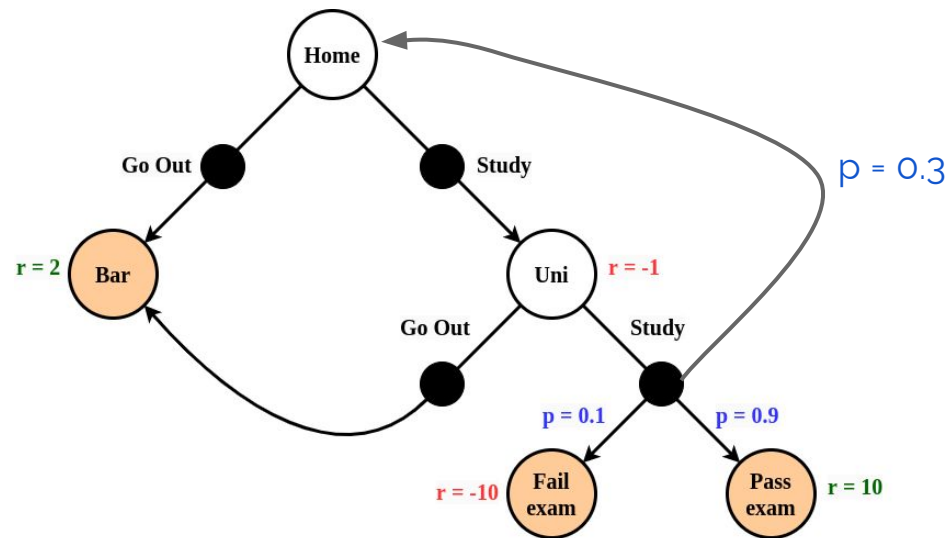 Home
Go Out
Study
p = 0.3
r = 2
Bar
Uni
r = -1
Go Out
Study
p = 0.1
p = 0.9
r = -10
Fail
exam
Pass
exam
r = 10